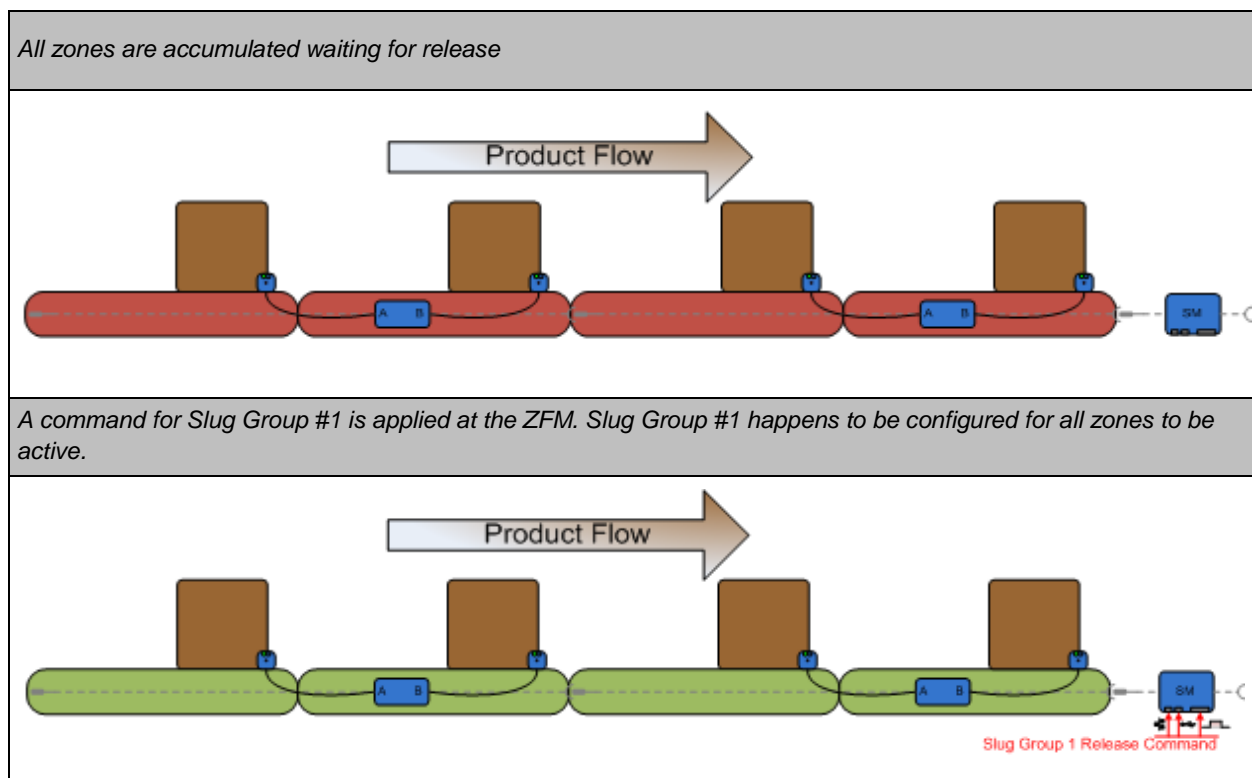 All zones are accumulated waiting for release
Product Flow
A B
A B
SM
A command for Slug Group #1 is applied at the ZFM. Slug Group #1 happens to be configured for all zones to be
active.
Product Flow
A B
A B
SM
Slug Group 1 Release Command